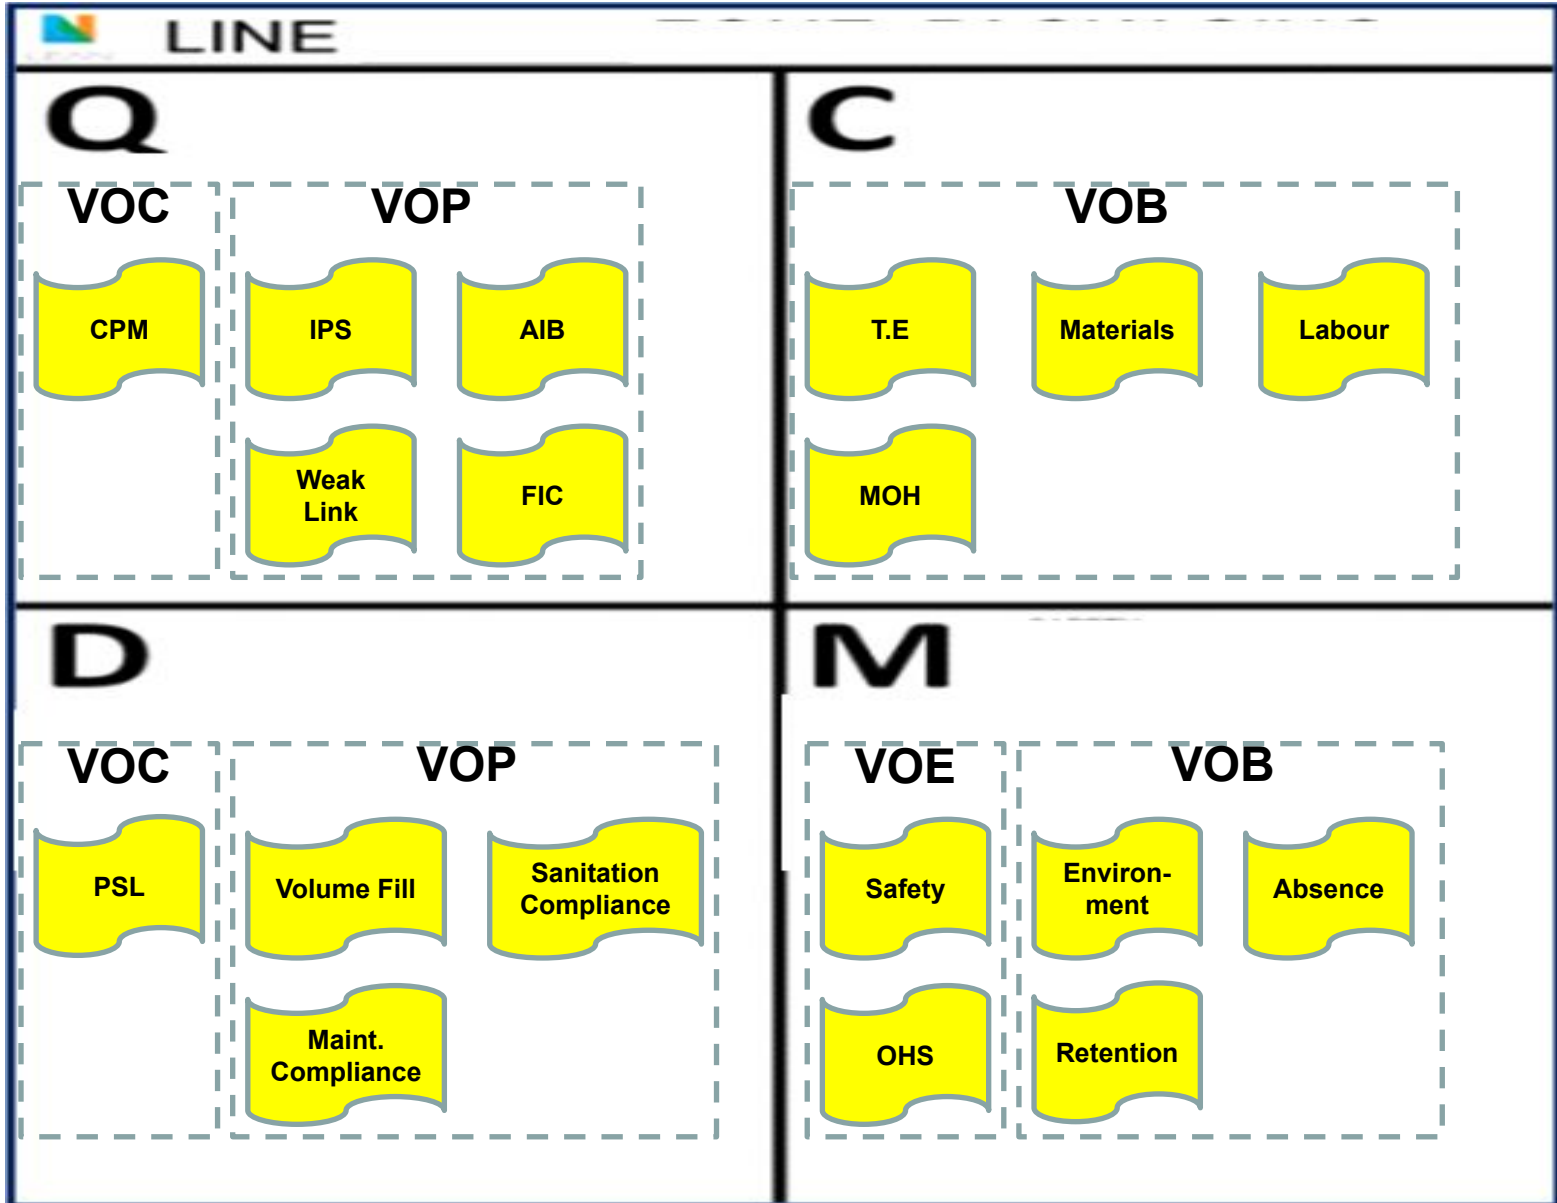 LINE
Q
VOC
VOP
CPM
IPS
AIB
Weak
Link
FIC
C
VOB
T.E
Materials
Labour
MOH
D
VOC
VOP
PSL
Volume Fill
Sanitation
Compliance
Maint.
Compliance
M
VOE
VOB
Safety
Environ-
ment
Absence
OHS
Retention